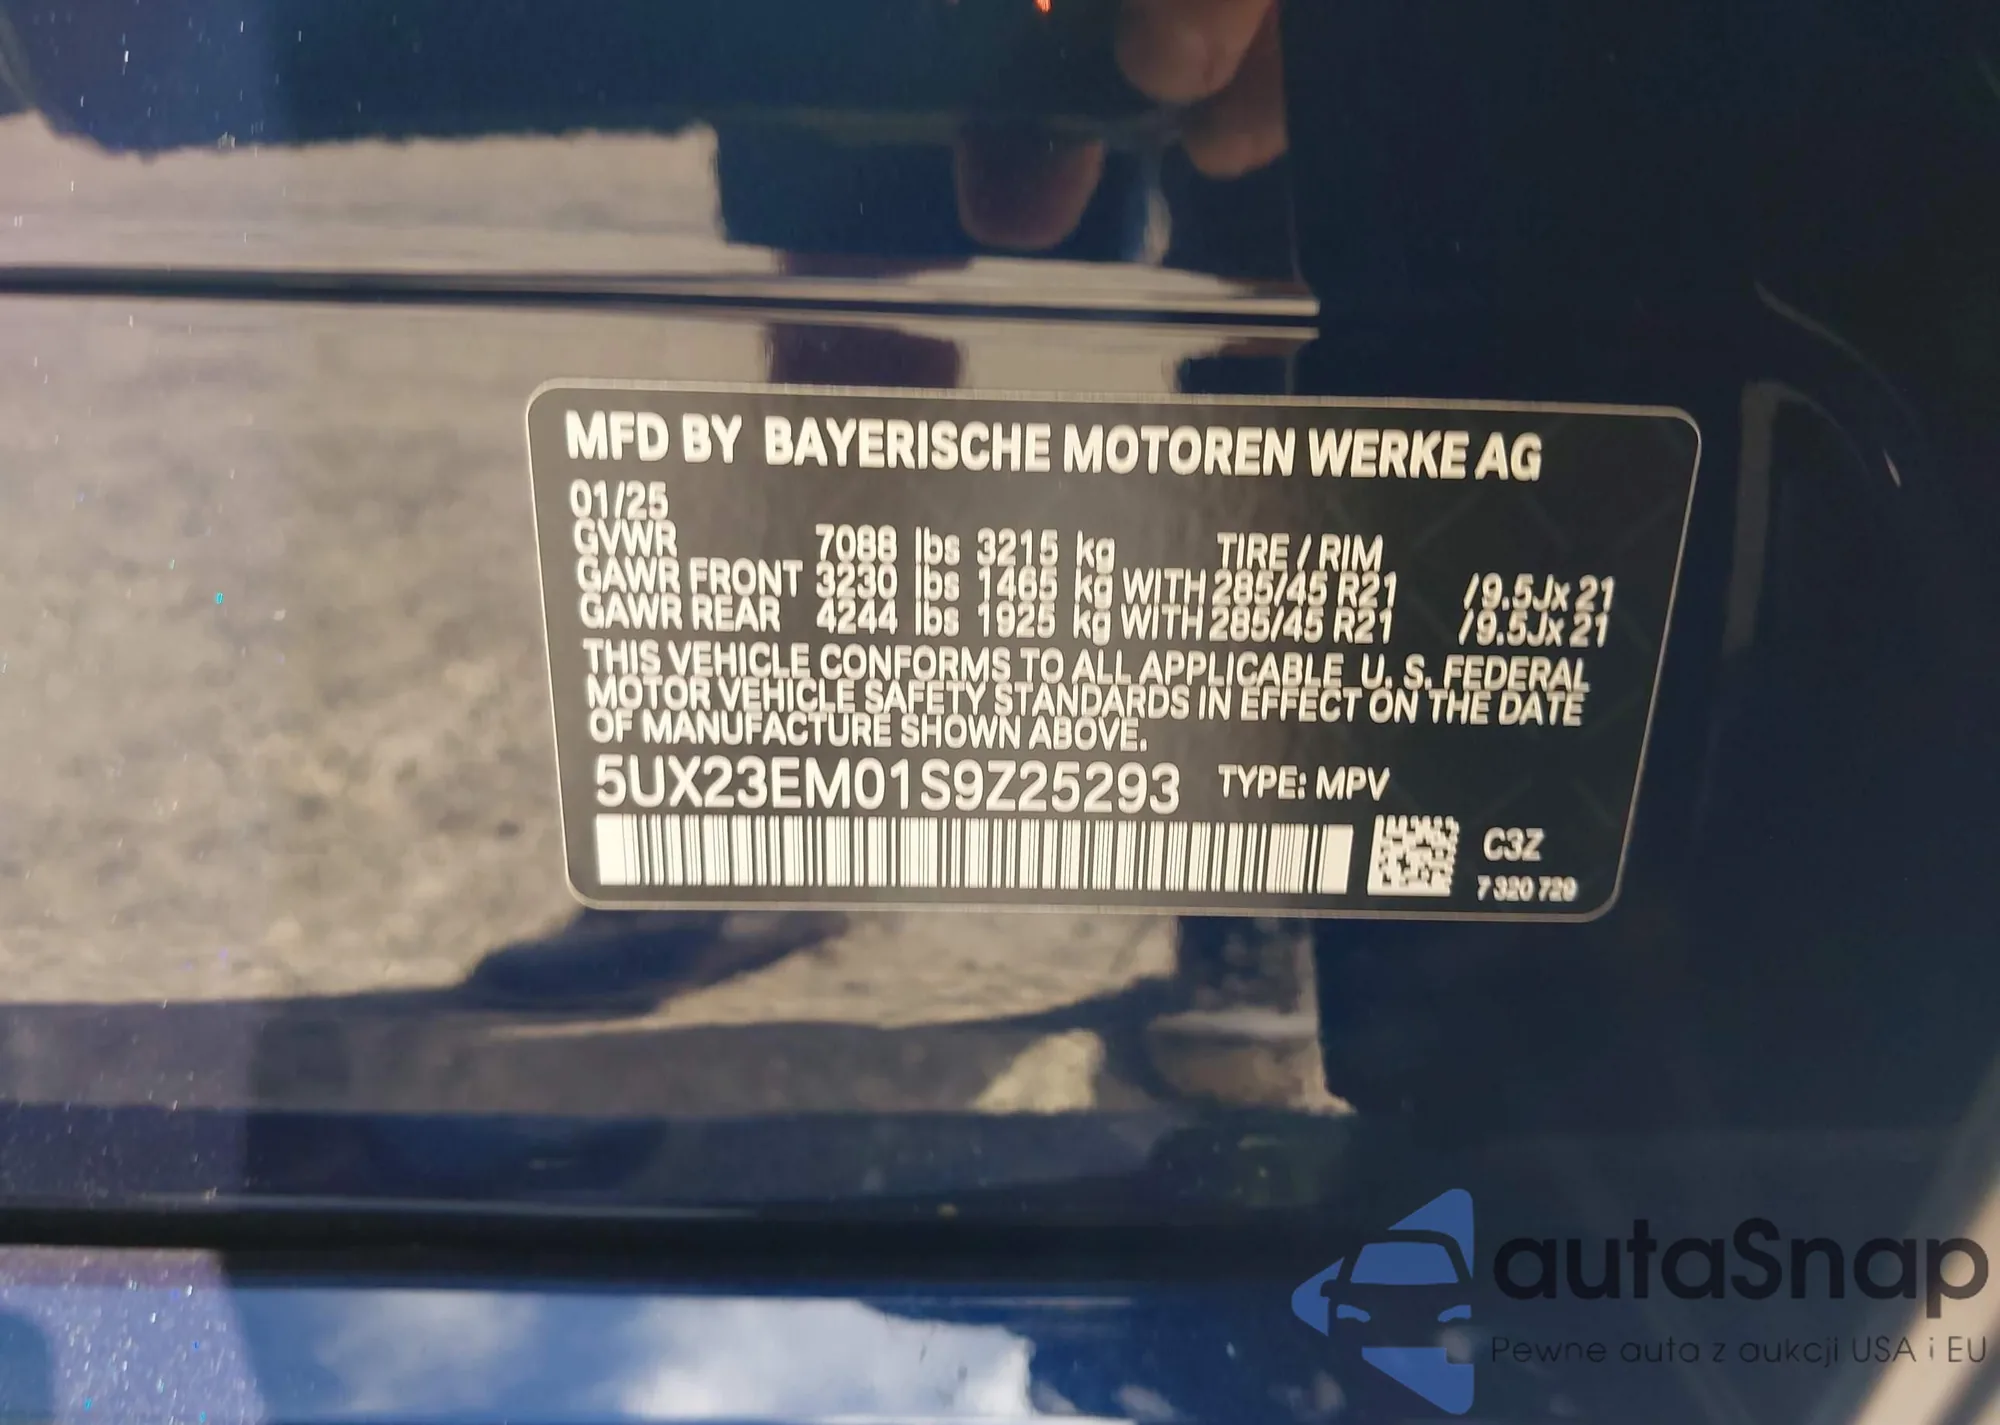 MFD BY BAYERISCHE MOTOREN WERKE AG
01/25
GVWR 7088 lbs 3215 kg TIRE / RIM
GAWR FRONT 3230 lbs 1465 kg WITH 285/45 R21 /9.5Jx 21
GAWR REAR 4244 lbs 1925 kg WITH 285/45 R21 /9.5Jx 21
THIS VEHICLE CONFORMS TO ALL APPLICABLE U. S. FEDERAL
MOTOR VEHICLE SAFETY STANDARDS IN EFFECT ON THE DATE
OF MANUFACTURE SHOWN ABOVE.
5UX23EM01S9Z25293 TYPE: MPV
C3Z
7 320 729
autaSnap
Pewne auta z aukcji USA i EU